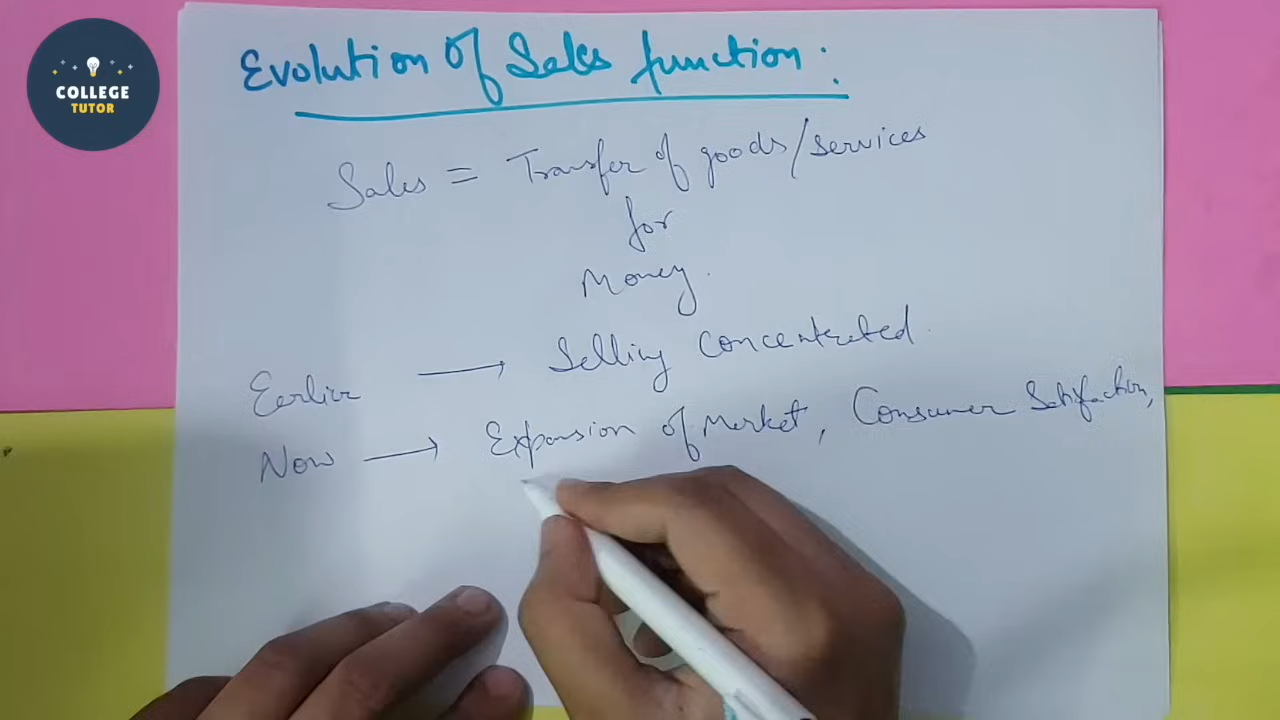 COLLEGE
TUTOR
Evolution of Sales function :
Sales = Transfer of goods/services
for
Money.
Earlier → Selling concentrated.
Now → Expansion of Market, Consumer Satisfaction,